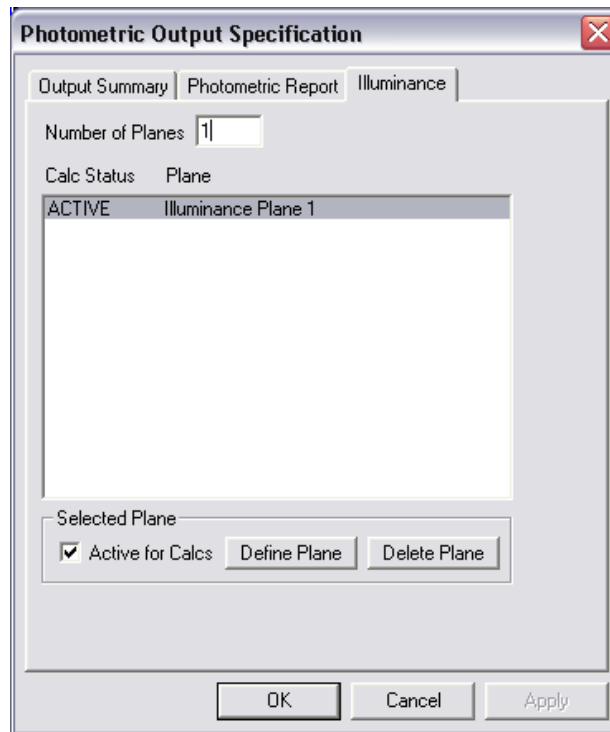 Photometric Output Specification
Output Summary Photometric Report Illuminance
Number of Planes 1
Calc Status Plane
ACTIVE Illuminance Plane 1
Selected Plane
Active for Calcs Define Plane Delete Plane
OK Cancel Apply